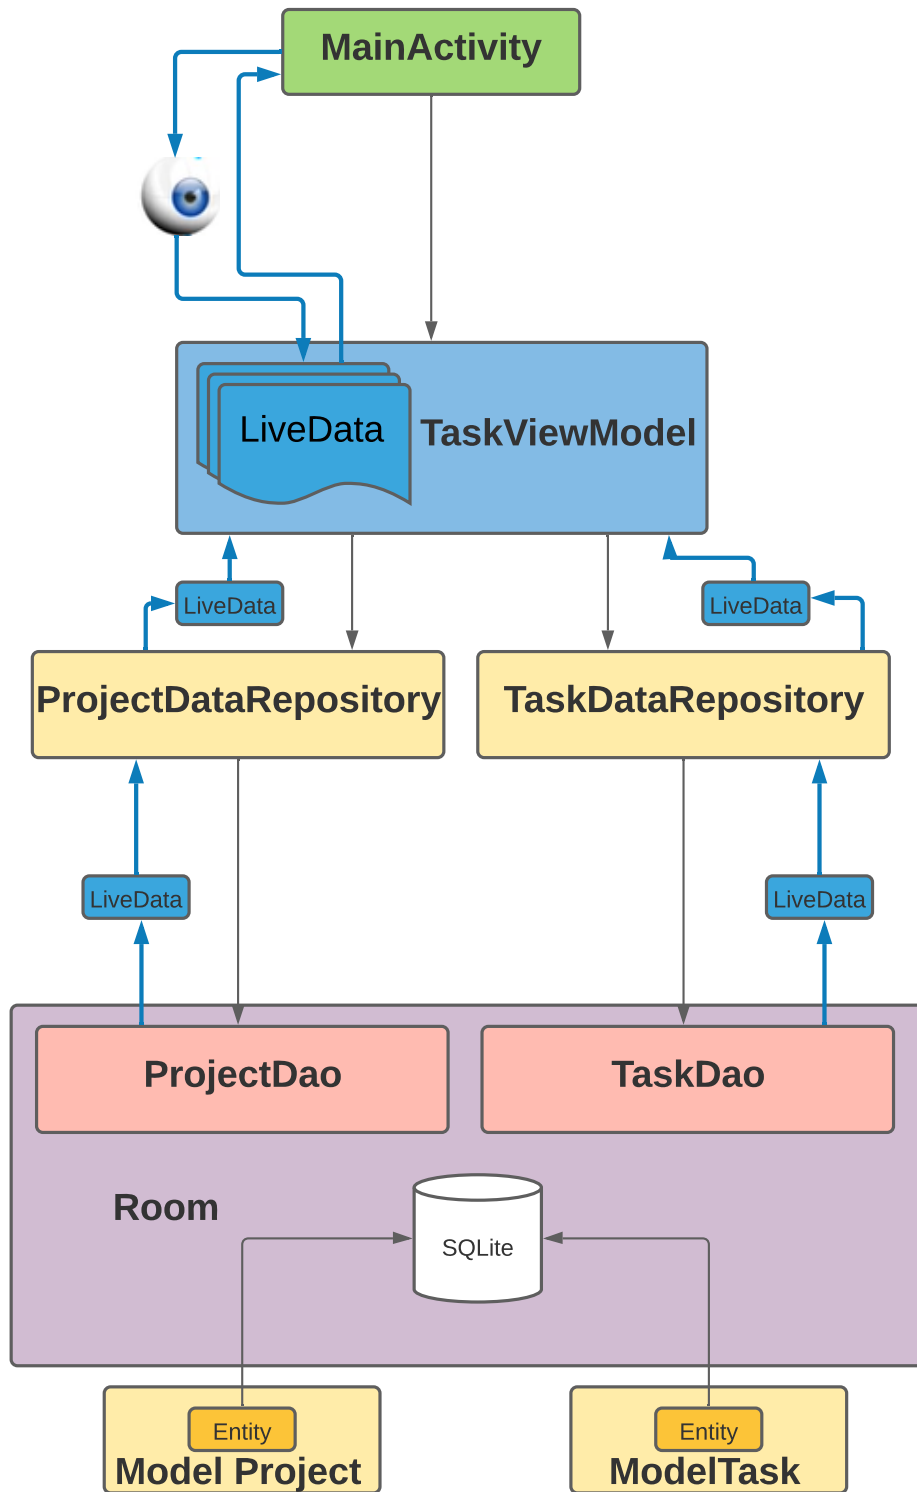 MainActivity
LiveData
TaskViewModel
LiveData
LiveData
ProjectDataRepository
TaskDataRepository
LiveData
LiveData
ProjectDao
TaskDao
Room
SQLite
Entity
Model Project
Entity
ModelTask